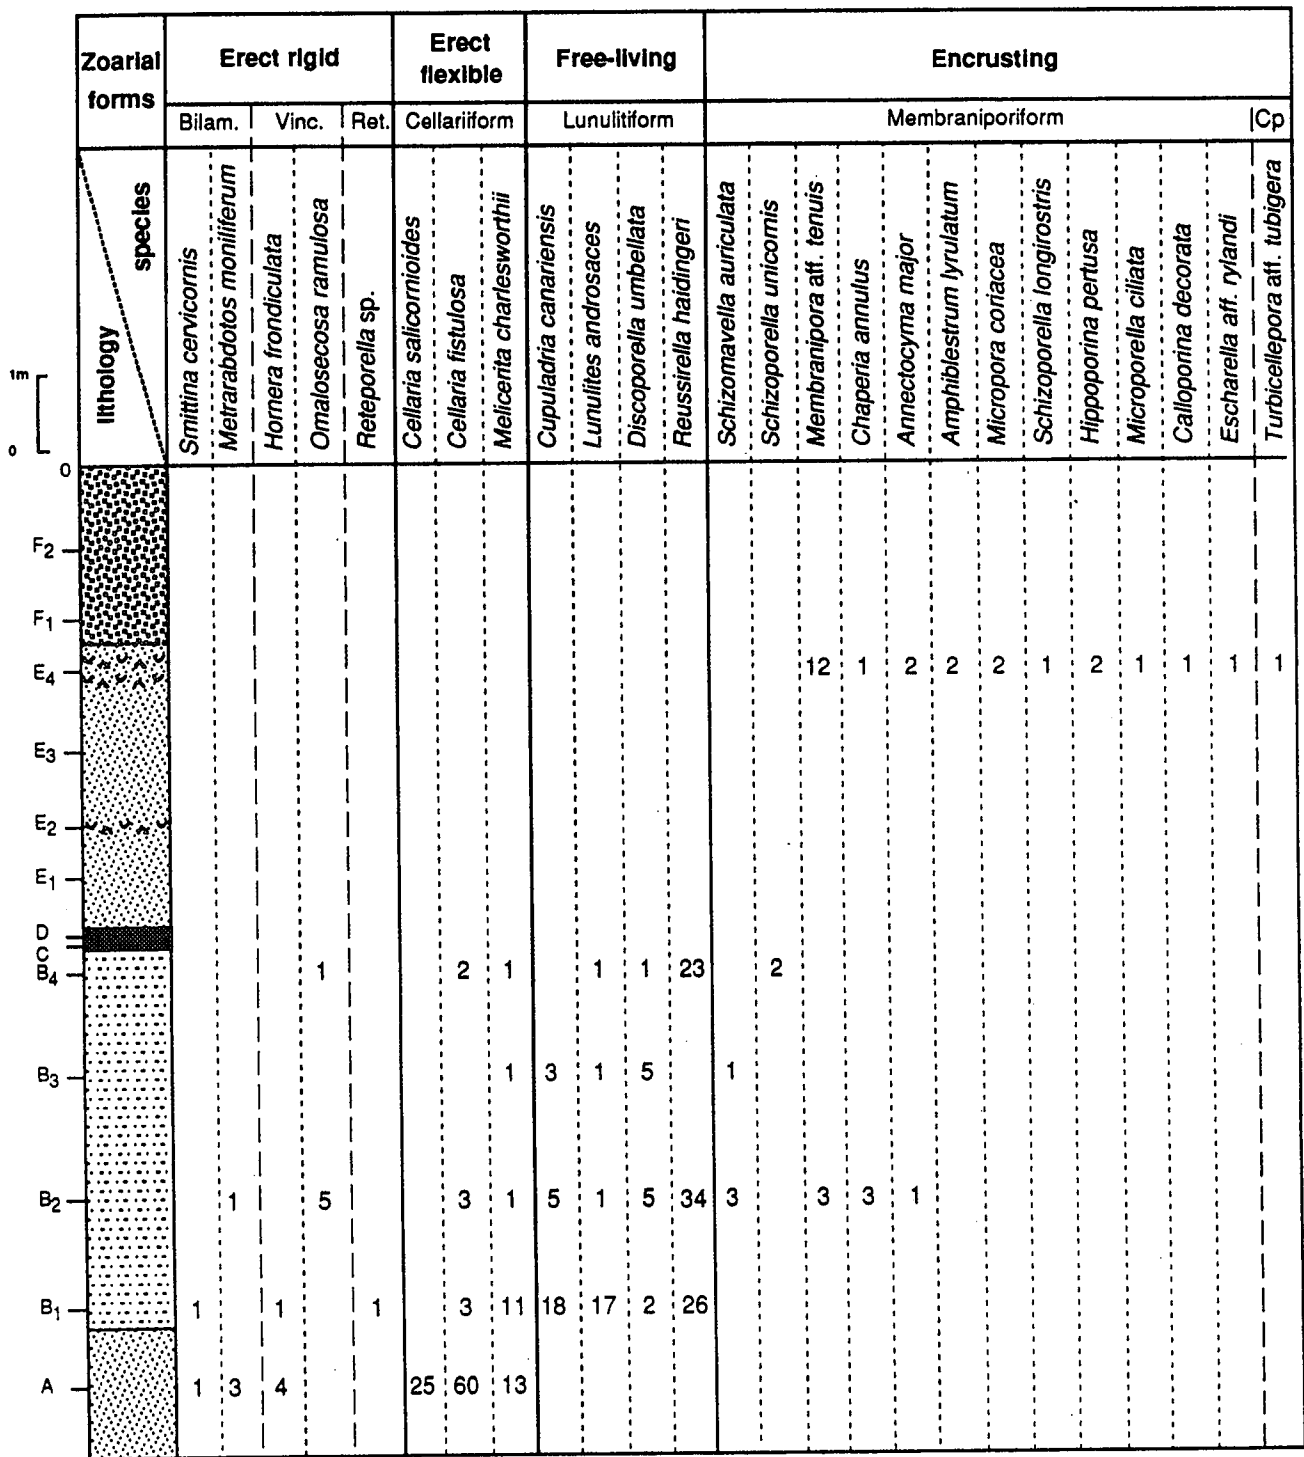 Zoarial forms
Erect rigid
Erect flexible
Free-living
Encrusting
Bilam. Vinc. Ret. Cellariiform Lunulitiform Membraniporiform Cp
species
lithology
1m
0
Smittina cervicornis
Metrarabdotos moniliferum
Hornera frondiculata
Omalosecosa ramulosa
Reteporella sp.
Cellaria salicornioides
Cellaria fistulosa
Melicerita charlesworthii
Cupuladria canariensis
Lunulites androsaces
Discoporella umbellata
Reussirella haidingeri
Schizomavella auriculata
Schizoporella unicornis
Membranipora aff. tenuis
Chaperia annulus
Annectocyma major
Amphiblestrum lyrulatum
Micropora coriacea
Schizoporella longirostris
Hippoporina pertusa
Microporella ciliata
Calloporina decorata
Escharella aff. rylandi
Turbicellepora aff. tubigera
0
F2
F1
E4 12 1 2 2 2 1 2 1 1 1 1
E3
E2
E1
D
C
B4 1 2 1 1 1 23 2
B3 1 3 1 5 1
B2 1 5 3 1 5 1 5 34 3 3 3 1
B1 1 1 1 3 11 18 17 2 26
A 1 3 4 25 60 13